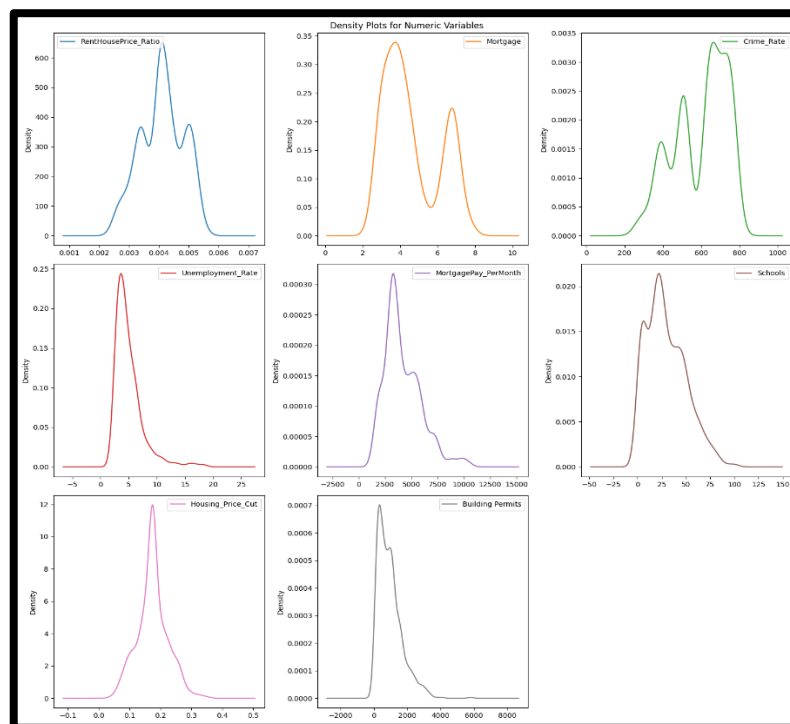 Density Plots for Numeric Variables
RentHousePrice_Ratio
Density
600
500
400
300
200
100
0
0.001 0.002 0.003 0.004 0.005 0.006 0.007
Mortgage
Density
0.35
0.30
0.25
0.20
0.15
0.10
0.05
0.00
0 2 4 6 8 10
Crime_Rate
Density
0.0035
0.0030
0.0025
0.0020
0.0015
0.0010
0.0005
0.0000
0 200 400 600 800 1000
Unemployment_Rate
Density
0.25
0.20
0.15
0.10
0.05
0.00
−5 0 5 10 15 20 25
MortgagePay_PerMonth
Density
0.00030
0.00025
0.00020
0.00015
0.00010
0.00005
0.00000
−2500 0 2500 5000 7500 10000 12500 15000
Schools
Density
0.020
0.015
0.010
0.005
0.000
−50 −25 0 25 50 75 100 125 150
Housing_Price_Cut
Density
12
10
8
6
4
2
0
−0.1 0.0 0.1 0.2 0.3 0.4 0.5
Building Permits
Density
0.0007
0.0006
0.0005
0.0004
0.0003
0.0002
0.0001
0.0000
−2000 0 2000 4000 6000 8000